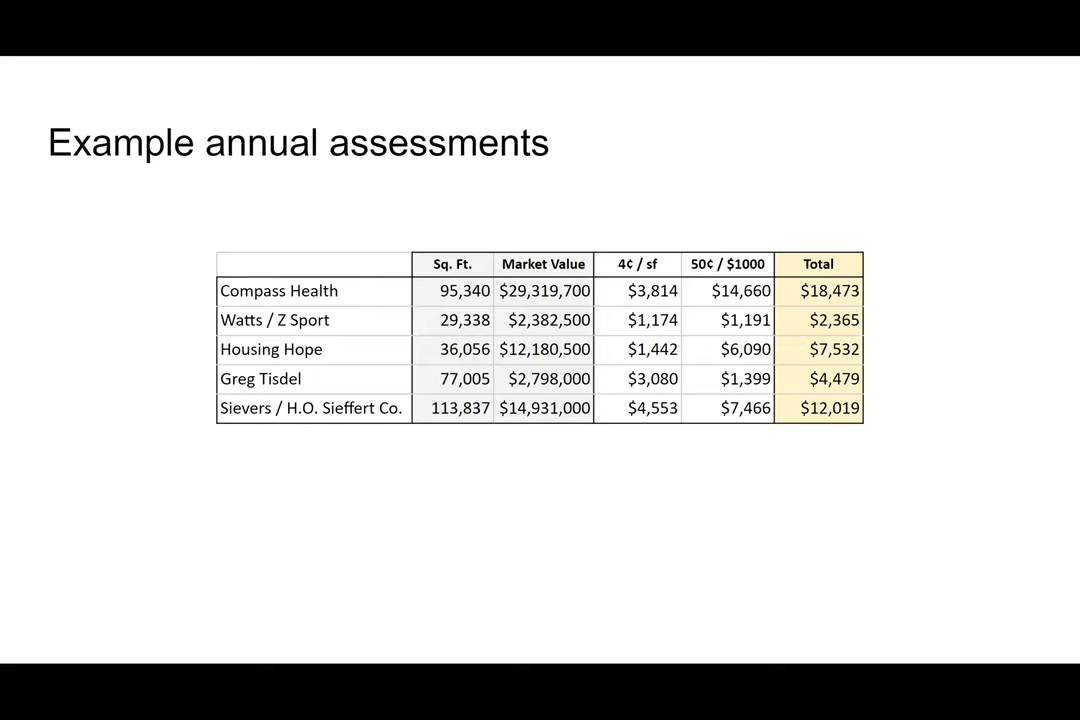 Example annual assessments
Sq. Ft. Market Value 4¢ / sf 50¢ / $1000 Total
Compass Health 95,340 $29,319,700 $3,814 $14,660 $18,473
Watts / Z Sport 29,338 $2,382,500 $1,174 $1,191 $2,365
Housing Hope 36,056 $12,180,500 $1,442 $6,090 $7,532
Greg Tisdel 77,005 $2,798,000 $3,080 $1,399 $4,479
Sievers / H.O. Sieffert Co. 113,837 $14,931,000 $4,553 $7,466 $12,019